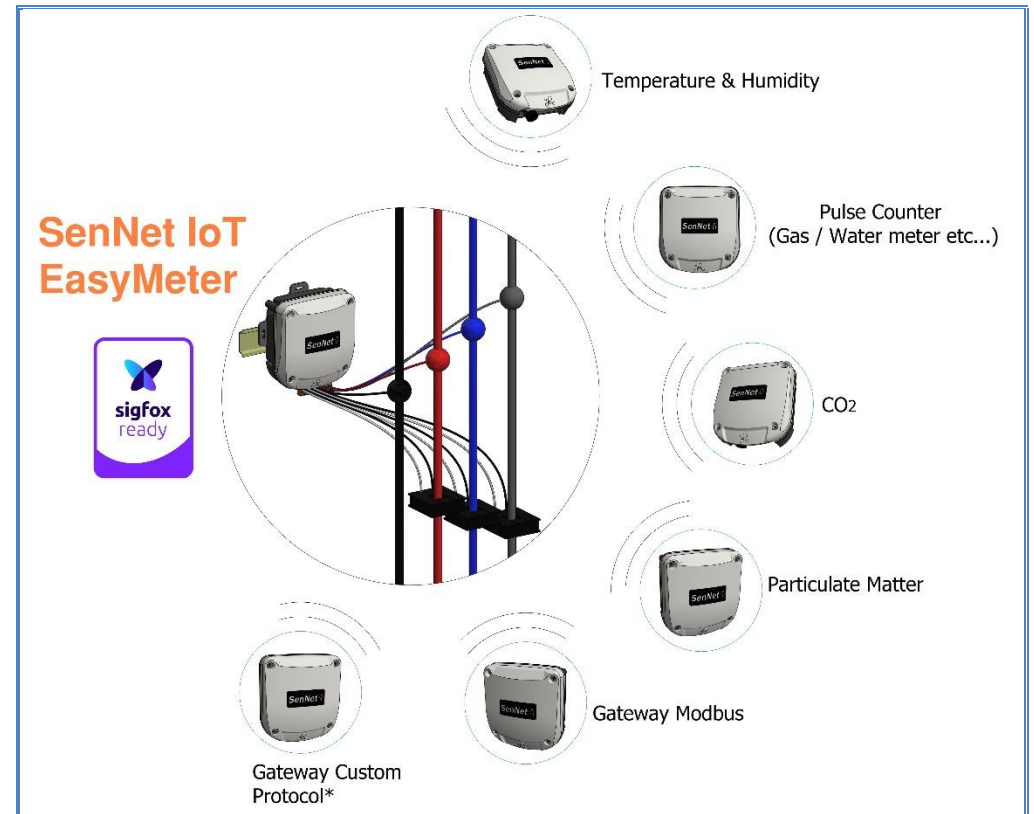 SenNet
Temperature & Humidity
SenNet
Pulse Counter
(Gas / Water meter etc...)
SenNet IoT
EasyMeter
SenNet
sigfox
ready
SenNet
CO2
SenNet
Particulate Matter
SenNet
Gateway Modbus
SenNet
Gateway Custom
Protocol*